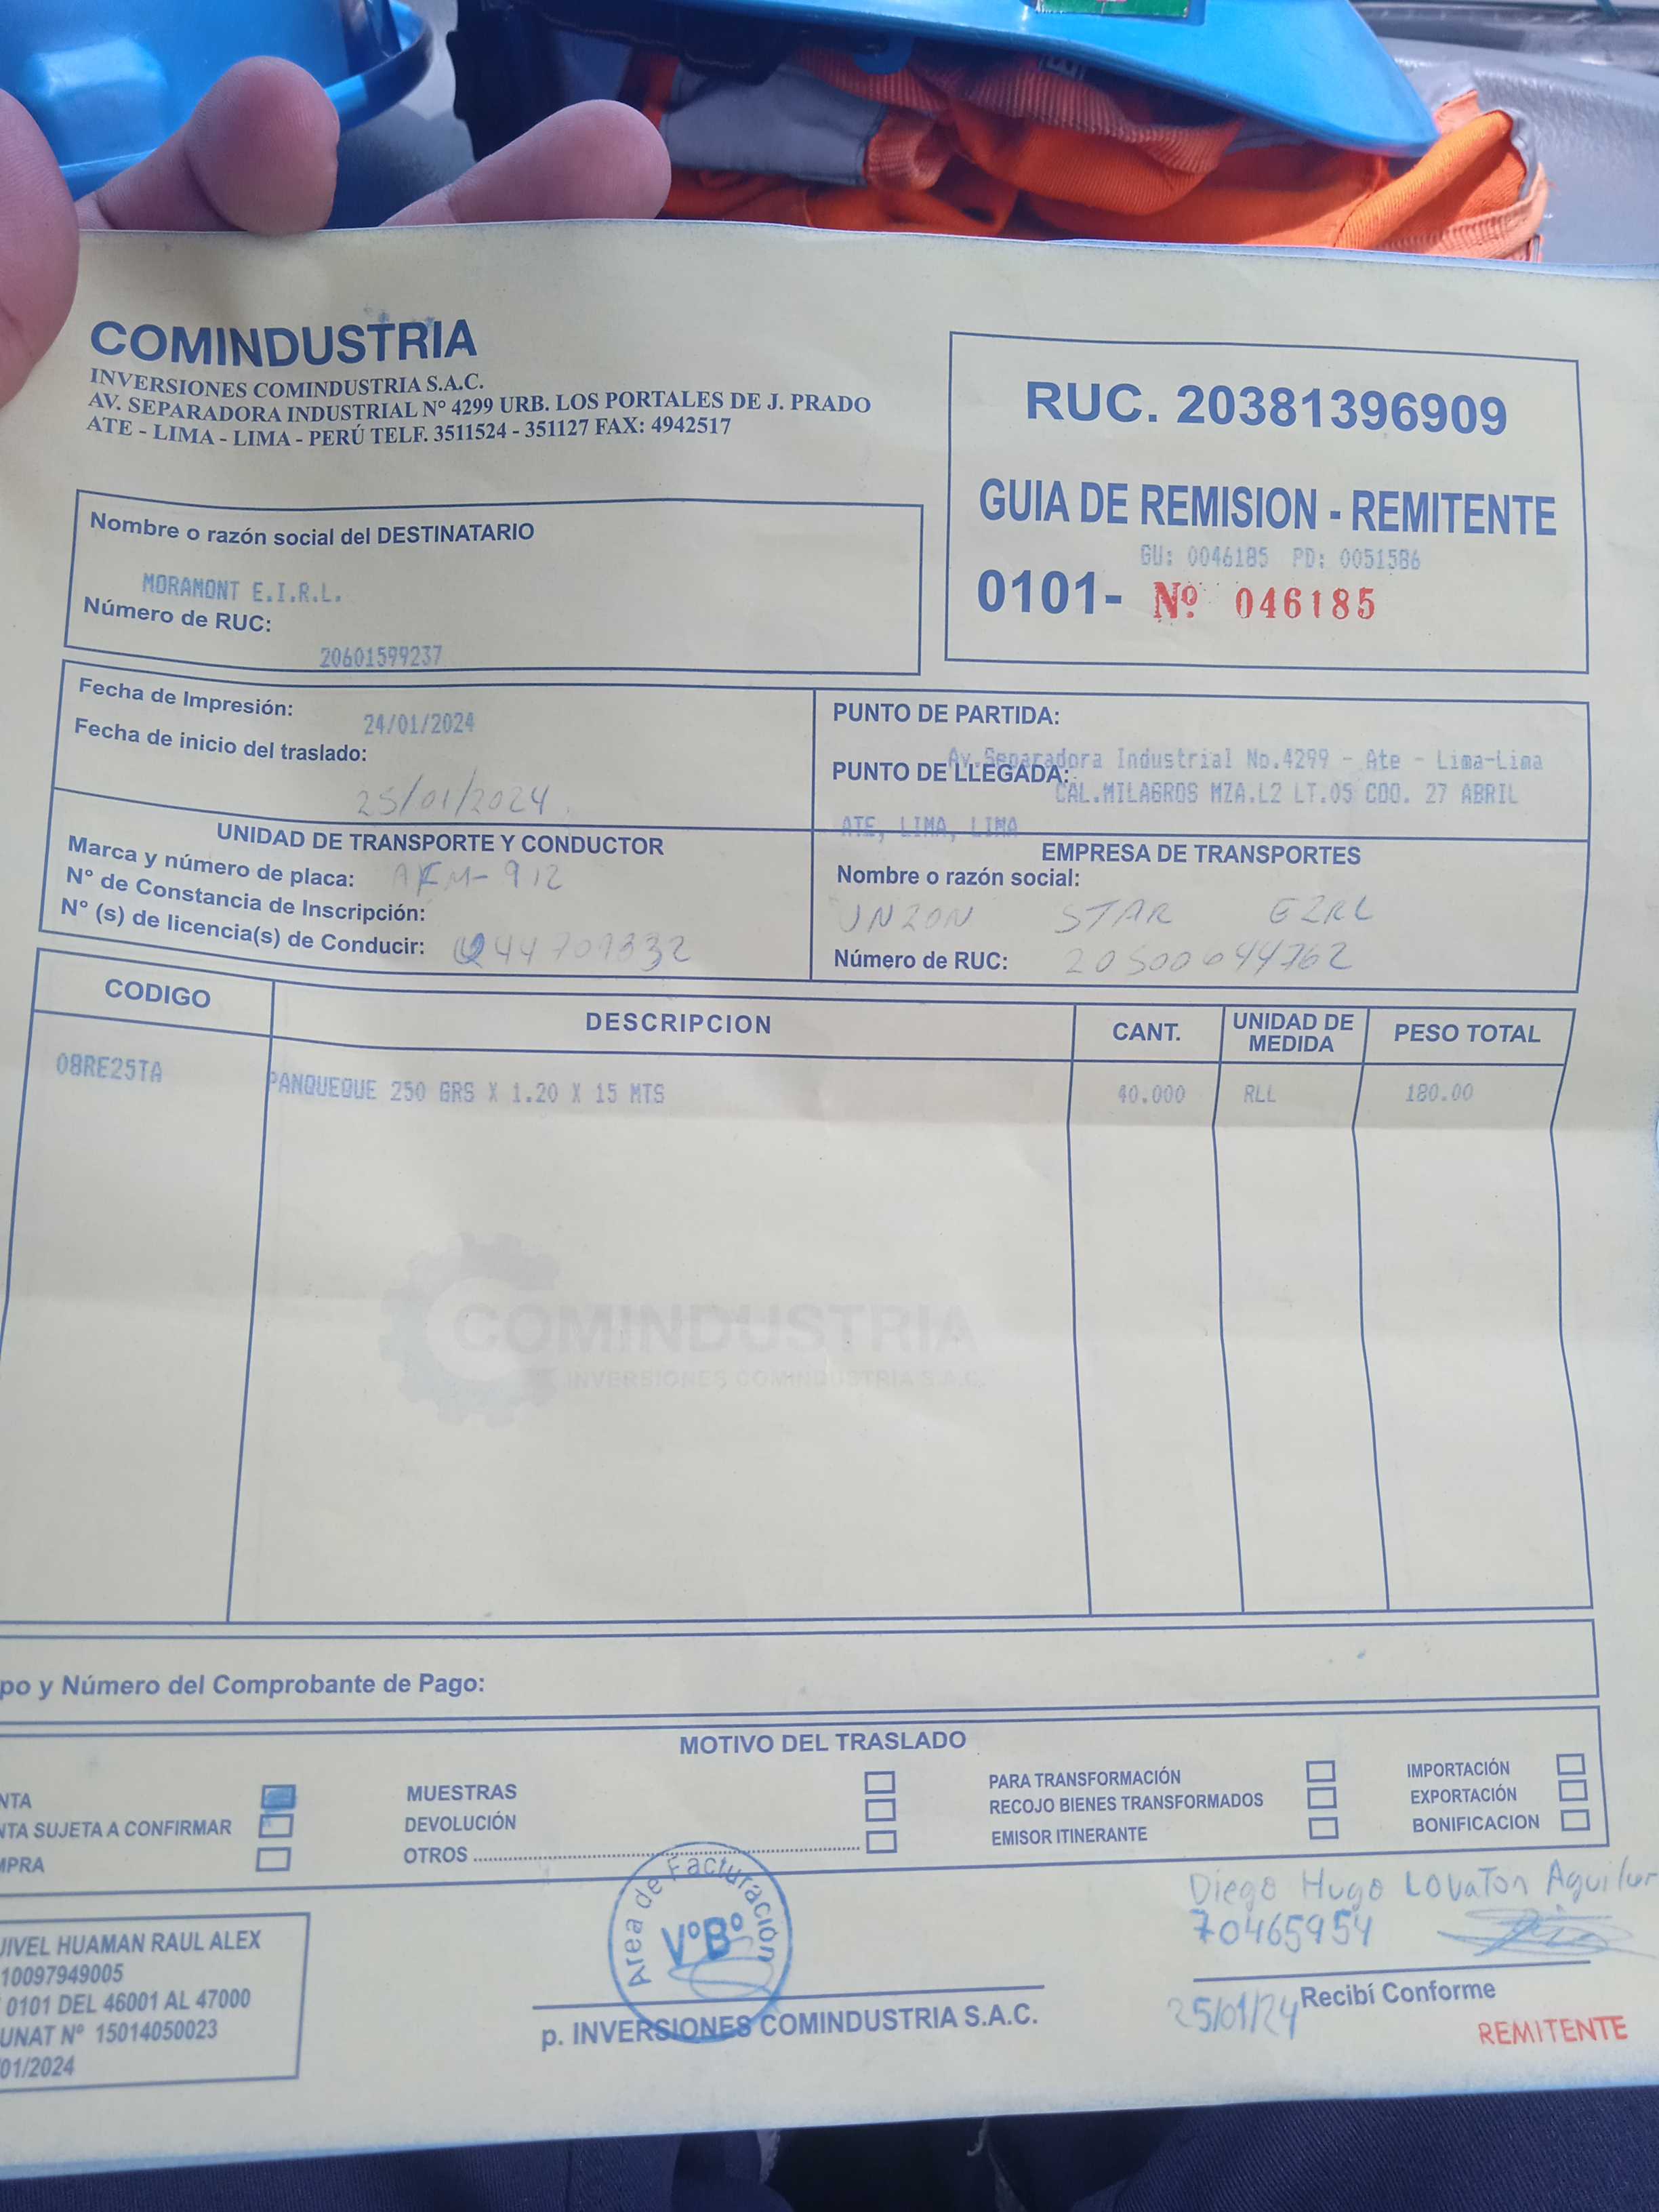 COMINDUSTRIA
INVERSIONES COMINDUSTRIA S.A.C.
AV. SEPARADORA INDUSTRIAL N° 4299 URB. LOS PORTALES DE J. PRADO
ATE - LIMA - LIMA - PERÚ TELF. 3511524 - 351127 FAX: 4942517
RUC. 20381396909
GUIA DE REMISION - REMITENTE
GU: 0046185 PD: 0051586
0101- Nº 046185
Nombre o razón social del DESTINATARIO
MORAMONT E.I.R.L.
Número de RUC:
20601599237
Fecha de Impresión:
24/01/2024
Fecha de inicio del traslado:
25/01/2024
PUNTO DE PARTIDA:
Av.Separadora Industrial No.4299 - Ate - Lima-Lima
PUNTO DE LLEGADA:
CAL.MILAGROS MZA.L2 LT.05 COO. 27 ABRIL
ATE, LIMA, LIMA
UNIDAD DE TRANSPORTE Y CONDUCTOR
Marca y número de placa: -912
N° de Constancia de Inscripción:
N° (s) de licencia(s) de Conducir: Q44709332
EMPRESA DE TRANSPORTES
Nombre o razón social:
UNION STAR EIRL
Número de RUC: 20500644762
CODIGO DESCRIPCION CANT. UNIDAD DE MEDIDA PESO TOTAL
08RE25TA PANQUEQUE 250 GRS X 1.20 X 15 MTS 40.000 RLL 180.00
COMINDUSTRIA
INVERSIONES COMINDUSTRIA S.A.C.
po y Número del Comprobante de Pago:
MOTIVO DEL TRASLADO
NTA MUESTRAS PARA TRANSFORMACIÓN IMPORTACIÓN
NTA SUJETA A CONFIRMAR DEVOLUCIÓN RECOJO BIENES TRANSFORMADOS EXPORTACIÓN
MPRA OTROS EMISOR ITINERANTE BONIFICACION
Area de Facturación
VºBº
p. INVERSIONES COMINDUSTRIA S.A.C.
Diego Hugo Lovaton Aguilar
70465954
Recibí Conforme
25/01/24
REMITENTE
UIVEL HUAMAN RAUL ALEX
10097949005
0101 DEL 46001 AL 47000
UNAT Nº 15014050023
01/2024